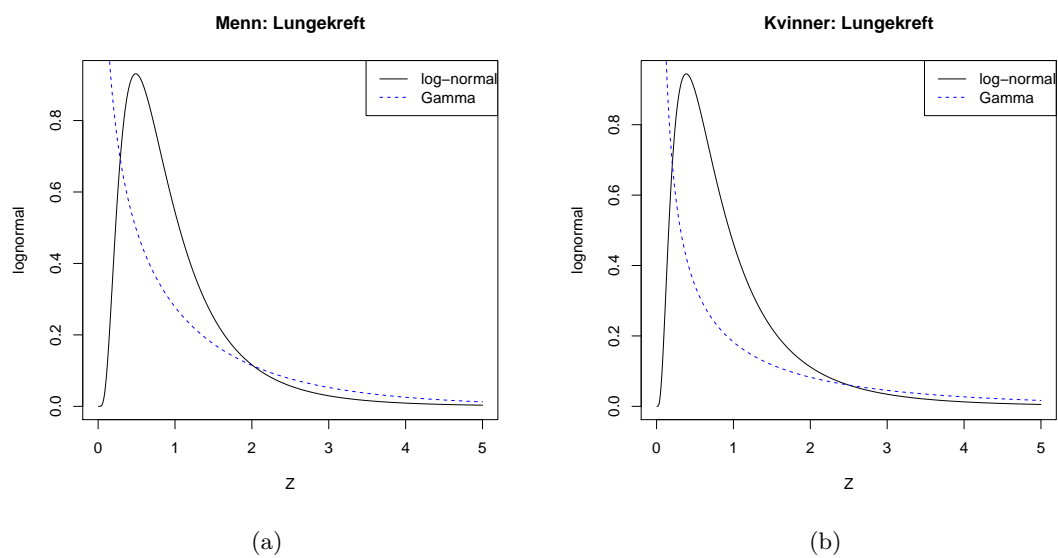 Menn: Lungekreft
log−normal
Gamma
lognormal
0.0 0.2 0.4 0.6 0.8
0 1 2 3 4 5
Z
(a)
Kvinner: Lungekreft
log−normal
Gamma
lognormal
0.0 0.2 0.4 0.6 0.8
0 1 2 3 4 5
Z
(b)